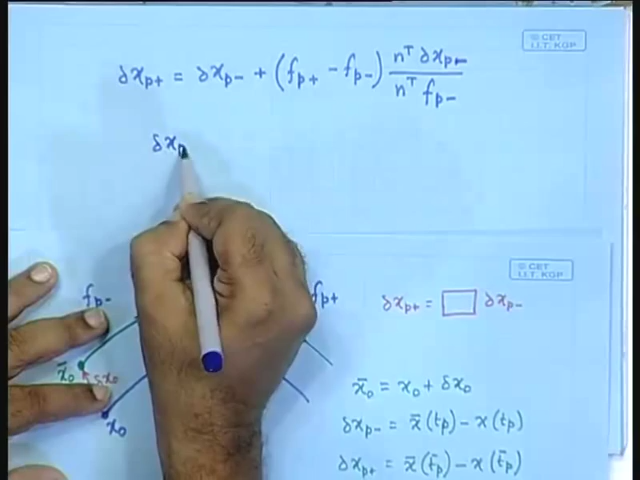 © CET
I.I.T. KGP
δx_{p+} = δx_{p-} + (f_{p+} - f_{p-}) \frac{n^T δx_{p-}}{n^T f_{p-}}
δx_p
© CET
I.I.T. KGP
f_{p-} f_{p+}
δx_{p+} = □ δx_{p-}
x̄_0 δx_0
x_0
x̄_0 = x_0 + δx_0
δx_{p-} = x̄(t_p) - x(t_p)
δx_{p+} = x̄(t̄_p) - x(t̄_p)